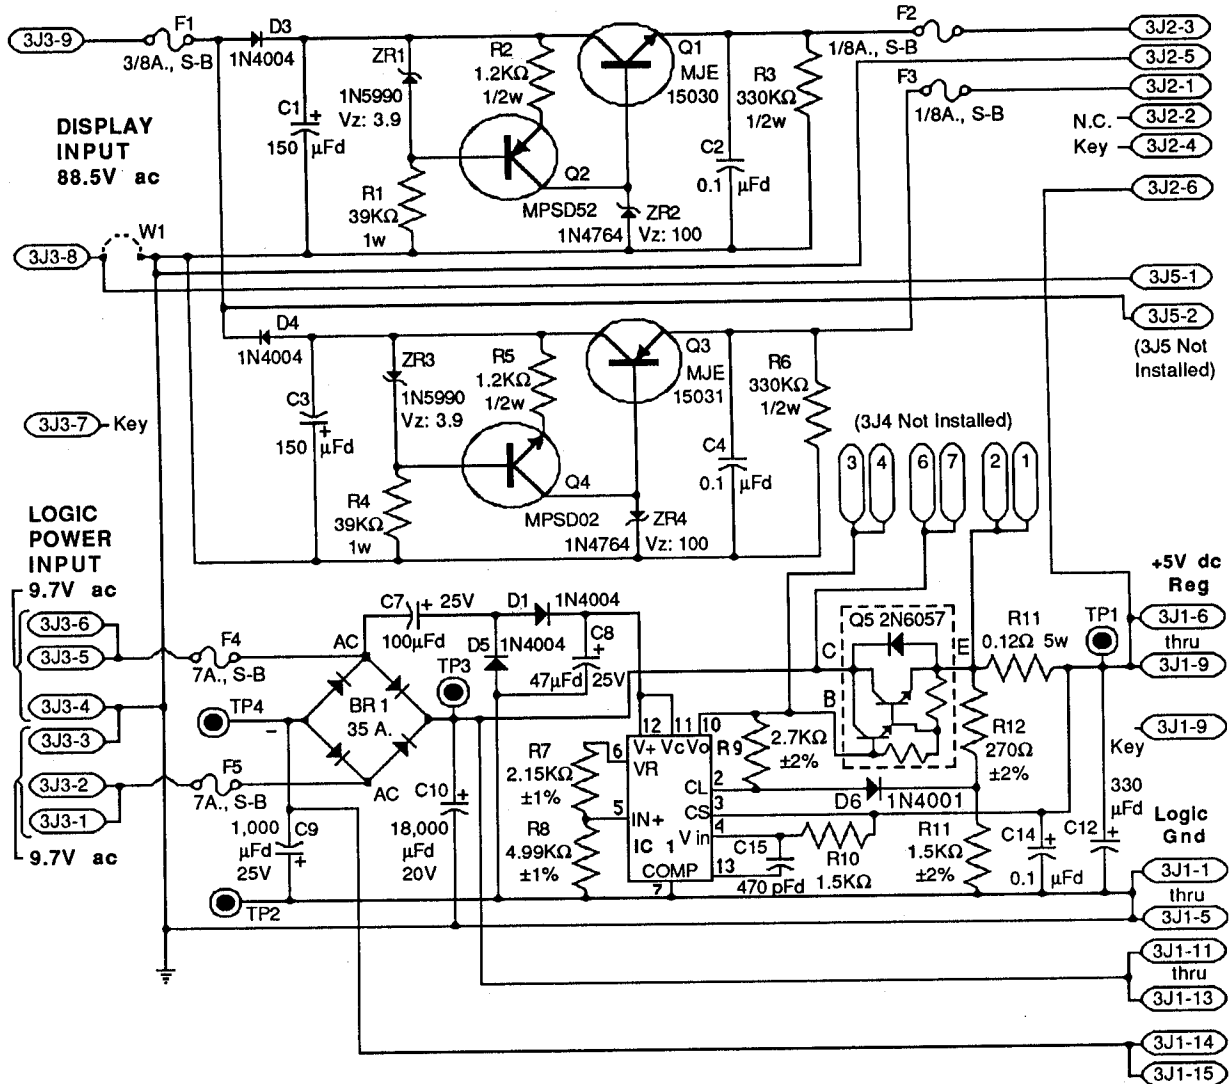 3J3-9
F1
3/8A., S-B
D3
1N4004
ZR1
1N5990
Vz: 3.9
R2
1.2KΩ
1/2w
Q1
MJE
15030
F2
1/8A., S-B
3J2-3
3J2-5
F3
1/8A., S-B
3J2-1
N.C.
3J2-2
Key
3J2-4
3J2-6
DISPLAY
INPUT
88.5V ac
C1
+
150 µFd
R1
39KΩ
1w
Q2
MPSD52
ZR2
1N4764
Vz: 100
C2
0.1 µFd
R3
330KΩ
1/2w
3J3-8
W1
3J5-1
3J5-2
(3J5 Not
Installed)
D4
1N4004
C3
+
150 µFd
ZR3
1N5990
Vz: 3.9
R5
1.2KΩ
1/2w
Q3
MJE
15031
R6
330KΩ
1/2w
3J3-7
Key
R4
39KΩ
1w
Q4
MPSD02
ZR4
1N4764
Vz: 100
C4
0.1 µFd
(3J4 Not Installed)
3
4
6
7
2
1
LOGIC
POWER
INPUT
9.7V ac
3J3-6
3J3-5
3J3-4
3J3-3
3J3-2
3J3-1
9.7V ac
F4
7A., S-B
F5
7A., S-B
TP4
−
AC
BR 1
35 A.
AC
C7
+ 25V
100µFd
D1
1N4004
D5
1N4004
C8
+
47µFd
25V
TP3
C10
+
18,000
µFd
20V
1,000
µFd
25V
C9
+
TP2
R7
2.15KΩ
±1%
R8
4.99KΩ
±1%
12
11
10
V+
Vc
Vo
6
VR
5
IN+
IC 1
COMP
7
CL
2
CS
3
V in
4
13
R9
2.7KΩ
±2%
C15
470 pFd
R10
1.5KΩ
D6
1N4001
Q5 2N6057
C
B
E
R11
0.12Ω 5w
R12
270Ω
±2%
R11
1.5KΩ
±2%
C14
+
0.1 µFd
C12
+
330
µFd
TP1
+5V dc
Reg
3J1-6
thru
3J1-9
Key
3J1-9
Logic
Gnd
3J1-1
thru
3J1-5
3J1-11
thru
3J1-13
3J1-14
3J1-15